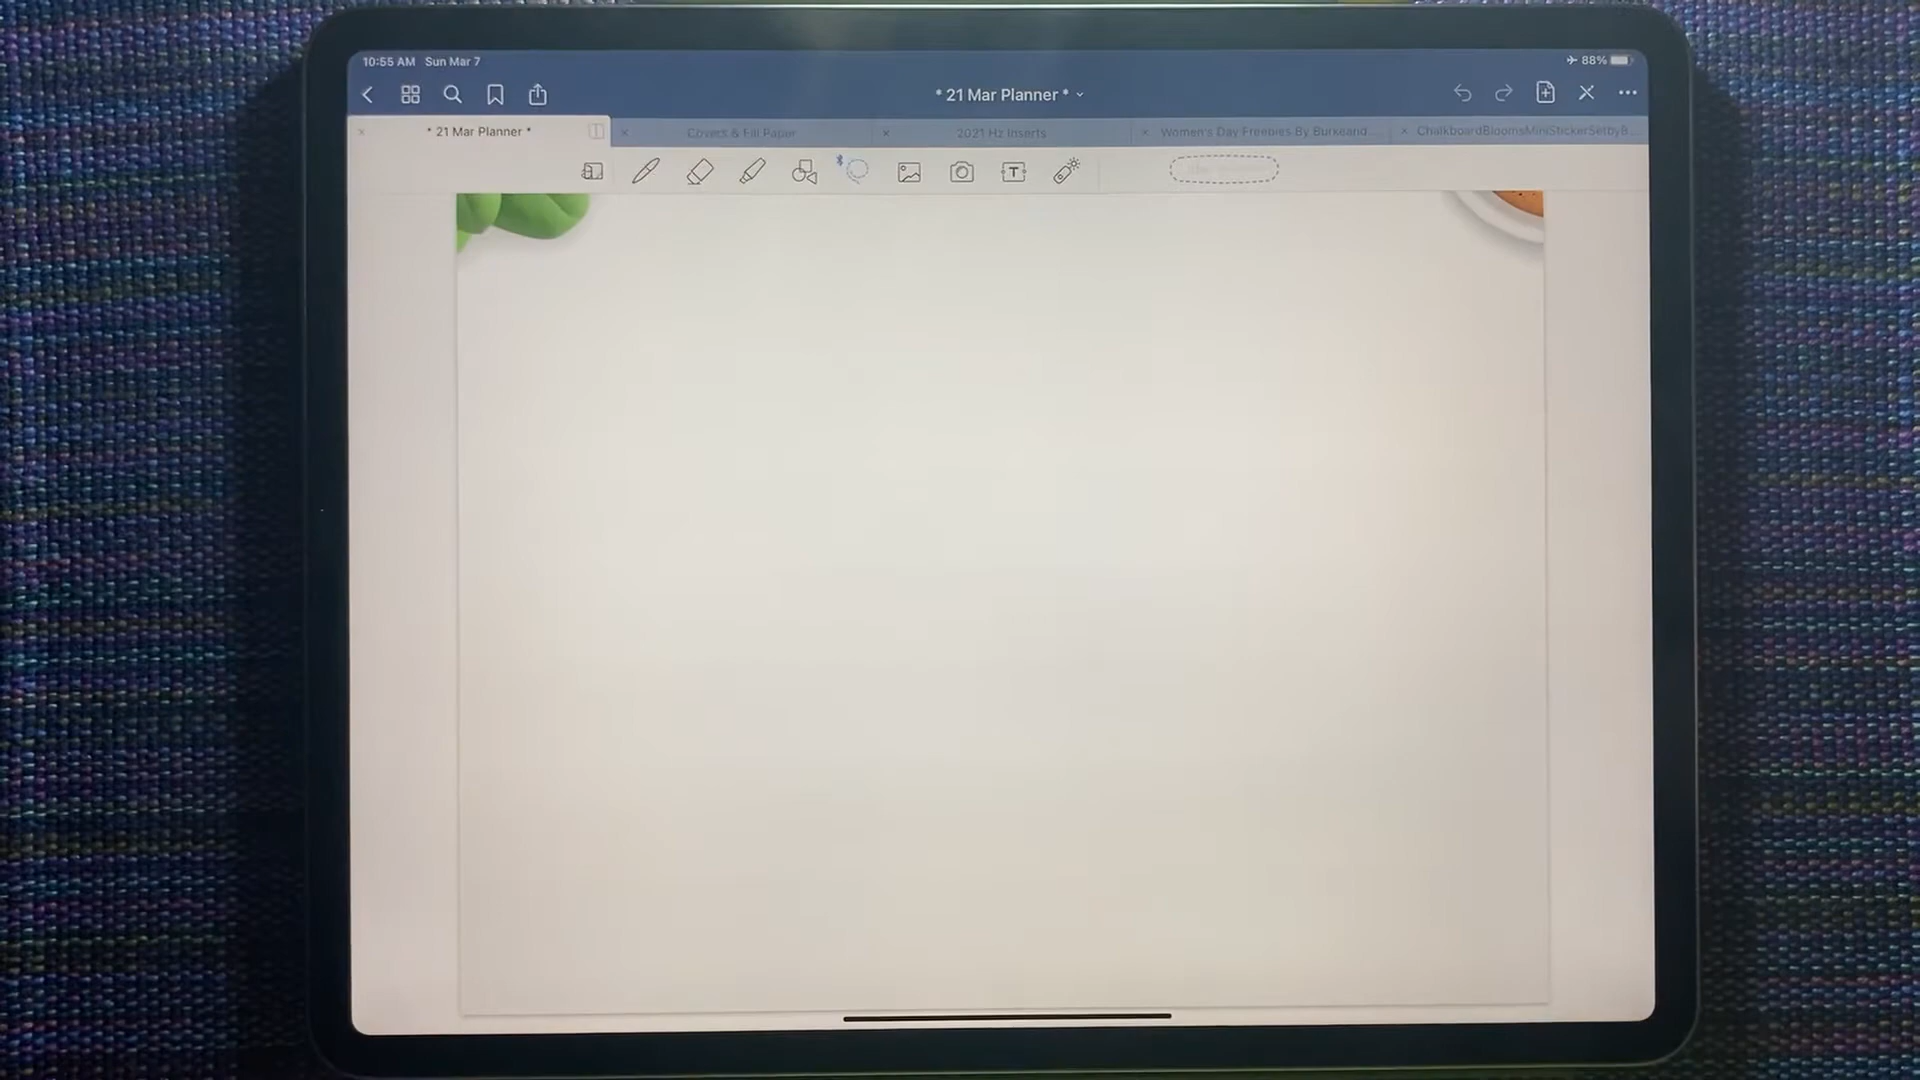 10:55 AM Sun Mar 7
88%
* 21 Mar Planner *
* 21 Mar Planner *
Covers & Fill Paper
2021 Hz Inserts
Women's Day Freebies By Burkeand...
ChalkboardBloomsMiniStickerSetbyB...
T